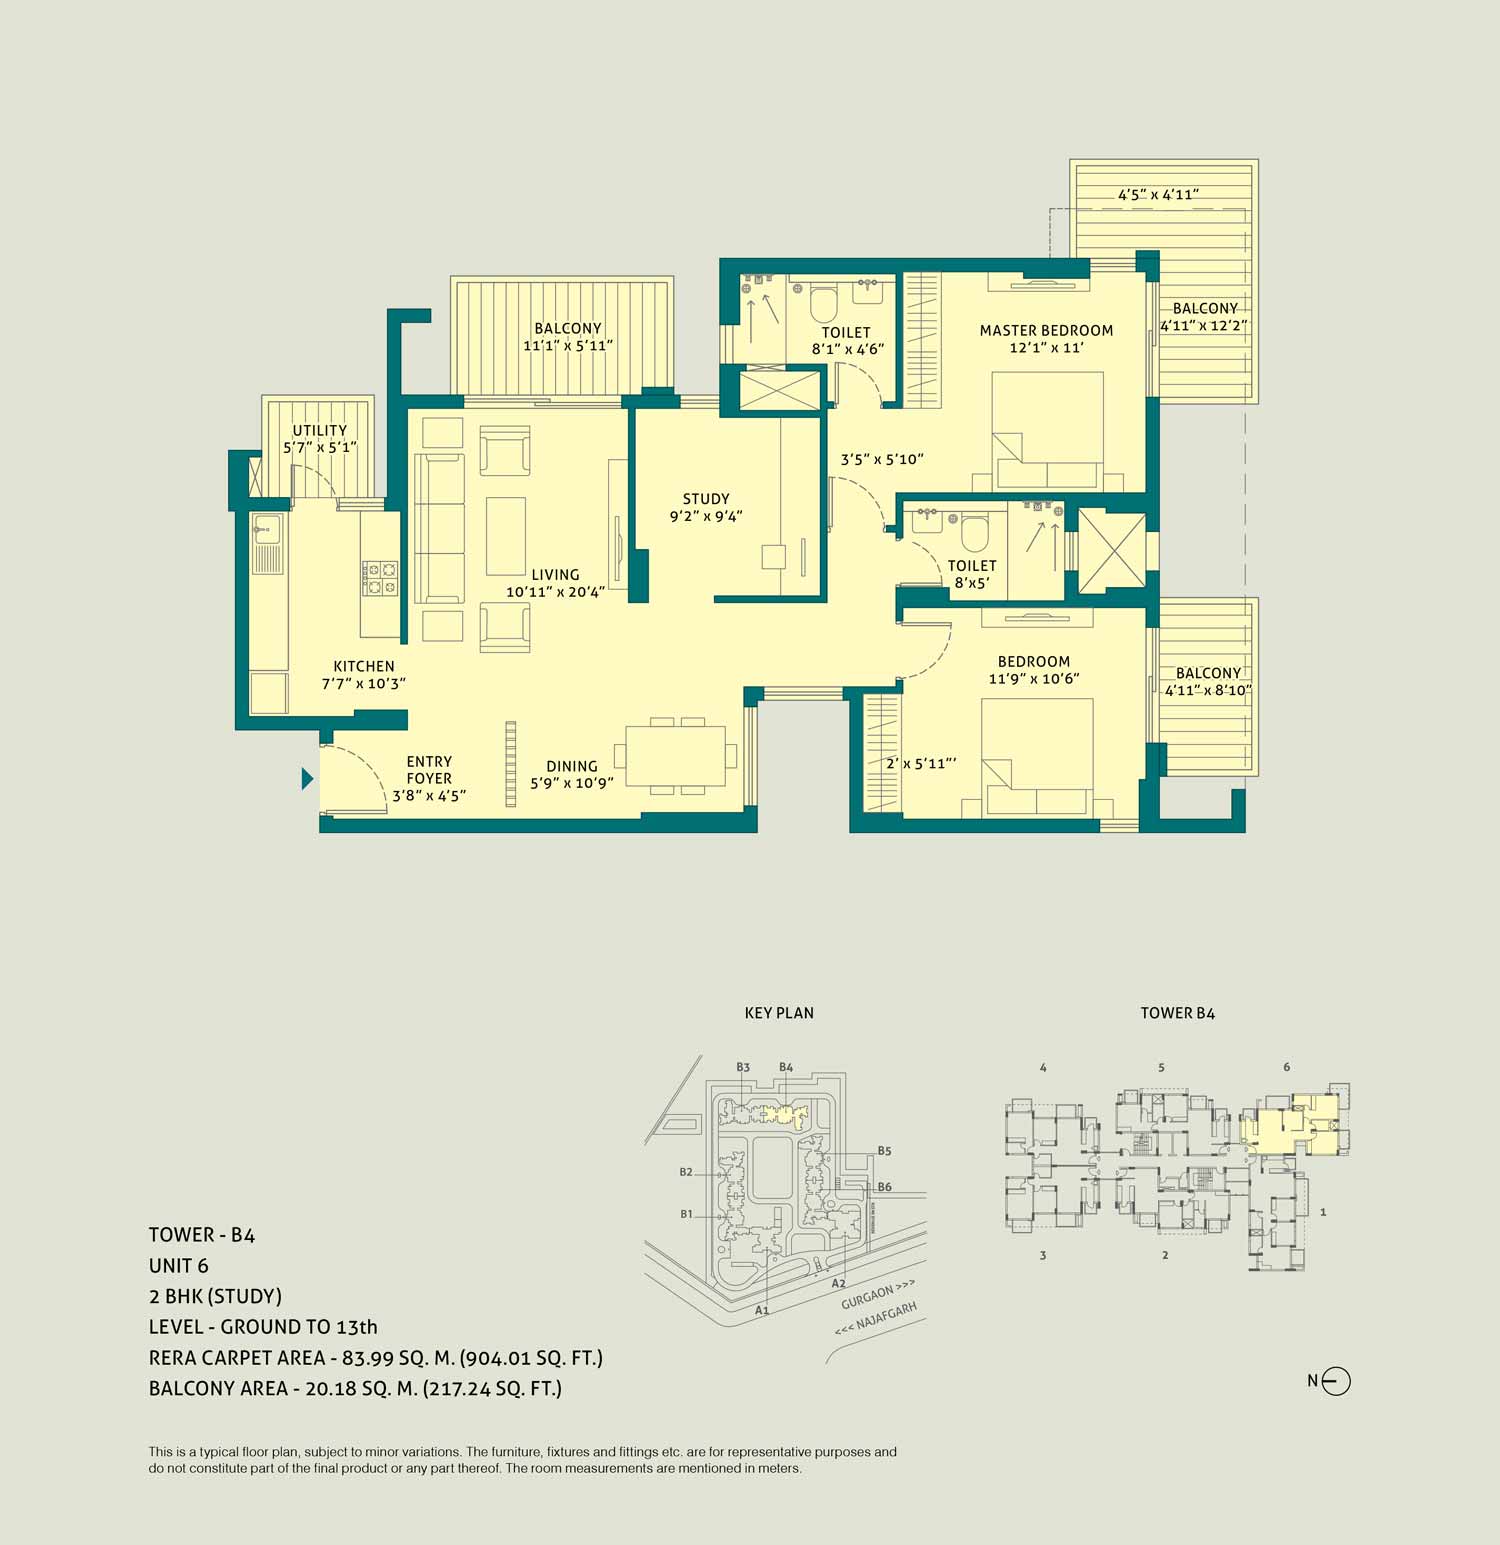 4'5" x 4'11"
BALCONY
4'11" x 12'2"
BALCONY
11'1" x 5'11"
TOILET
8'1" x 4'6"
MASTER BEDROOM
12'1" x 11'
UTILITY
5'7" x 5'1"
3'5" x 5'10"
STUDY
9'2" x 9'4"
LIVING
10'11" x 20'4"
TOILET
8'x5'
KITCHEN
7'7" x 10'3"
BEDROOM
11'9" x 10'6"
BALCONY
4'11" x 8'10"
ENTRY
FOYER
3'8" x 4'5"
DINING
5'9" x 10'9"
2' x 5'11"'
KEY PLAN
TOWER B4
B3
B4
B5
B2
B6
B1
A2
A1
GURGAON >>>
<<< NAJAFGARH
4
5
6
1
3
2
TOWER - B4
UNIT 6
2 BHK (STUDY)
LEVEL - GROUND TO 13th
RERA CARPET AREA - 83.99 SQ. M. (904.01 SQ. FT.)
BALCONY AREA - 20.18 SQ. M. (217.24 SQ. FT.)
N
This is a typical floor plan, subject to minor variations. The furniture, fixtures and fittings etc. are for representative purposes and
do not constitute part of the final product or any part thereof. The room measurements are mentioned in meters.